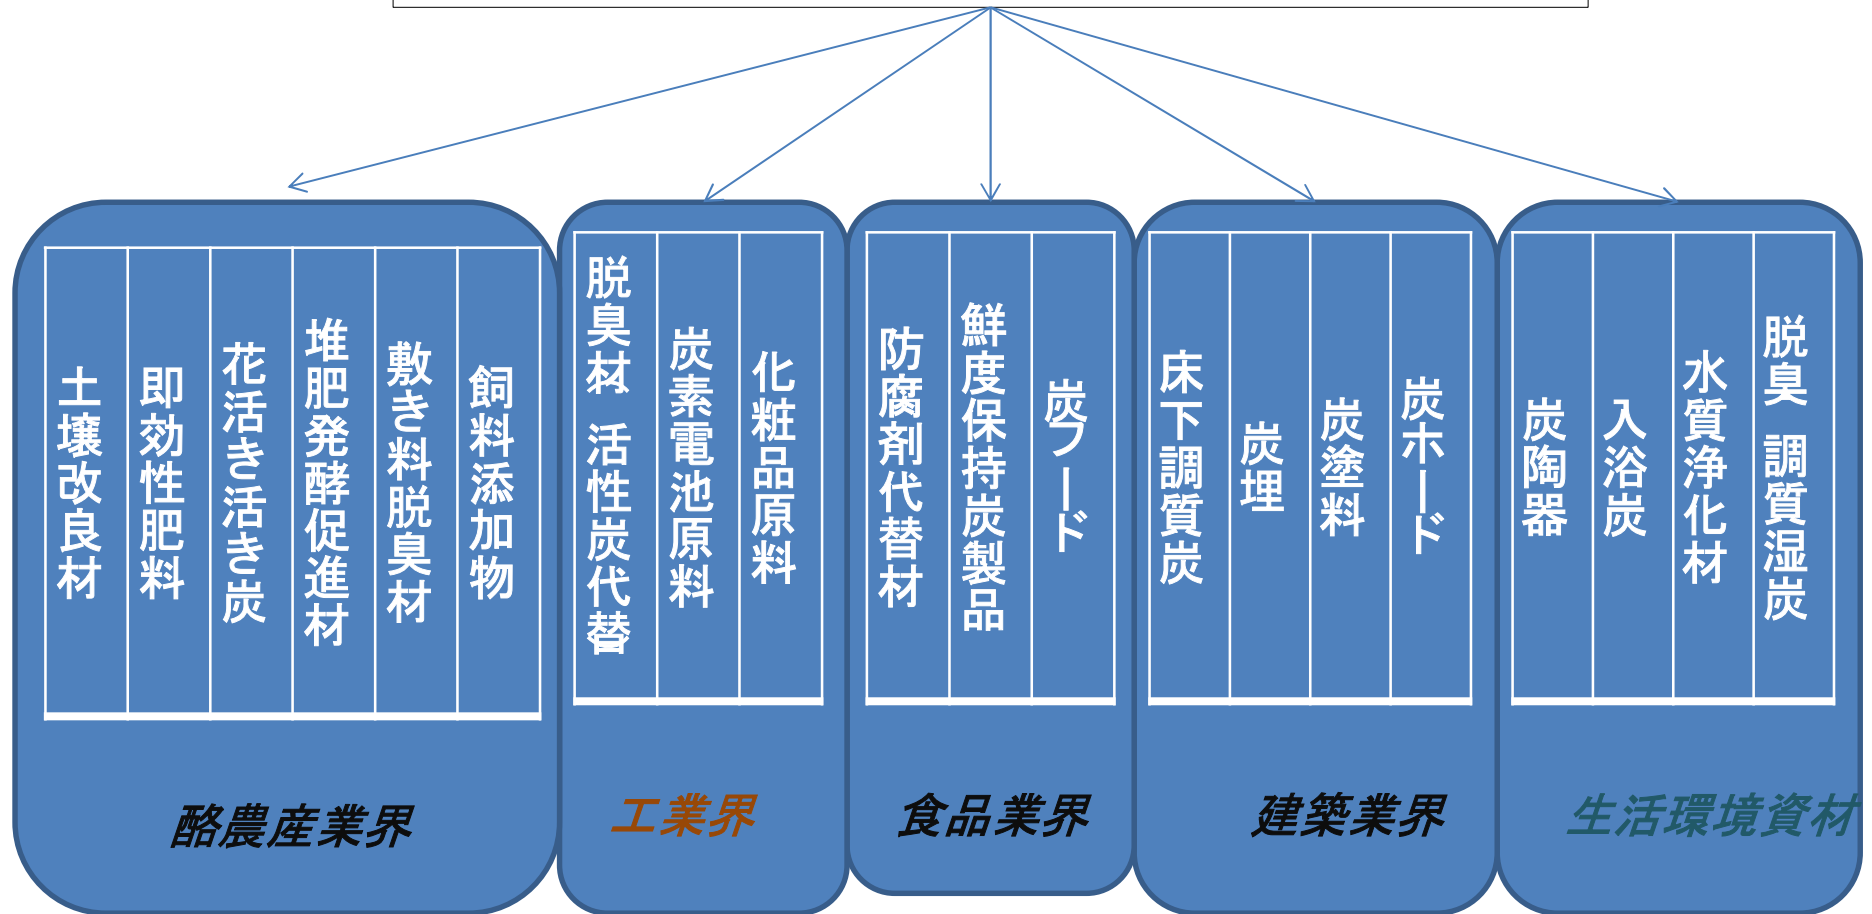 土壌改良材
即効性肥料
花活き活き炭
堆肥発酵促進材
敷き料脱臭材
飼料添加物
酪農産業界
脱臭材 活性炭代替
炭素電池原料
化粧品原料
工業界
防腐剤代替材
鮮度保持炭製品
炭フード
食品業界
床下調質炭
炭埋
炭塗料
炭ホード
建築業界
炭陶器
入浴炭
水質浄化材
脱臭 調質湿炭
生活環境資材